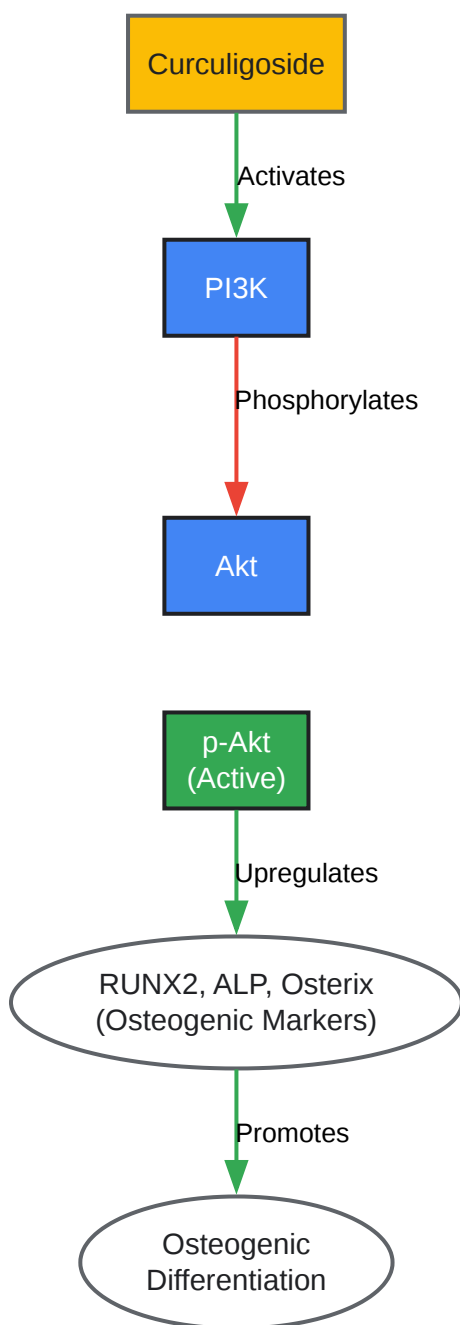 Curculigoside
Activates
PI3K
Phosphorylates
Akt
p-Akt
(Active)
Upregulates
RUNX2, ALP, Osterix
(Osteogenic Markers)
Promotes
Osteogenic
Differentiation